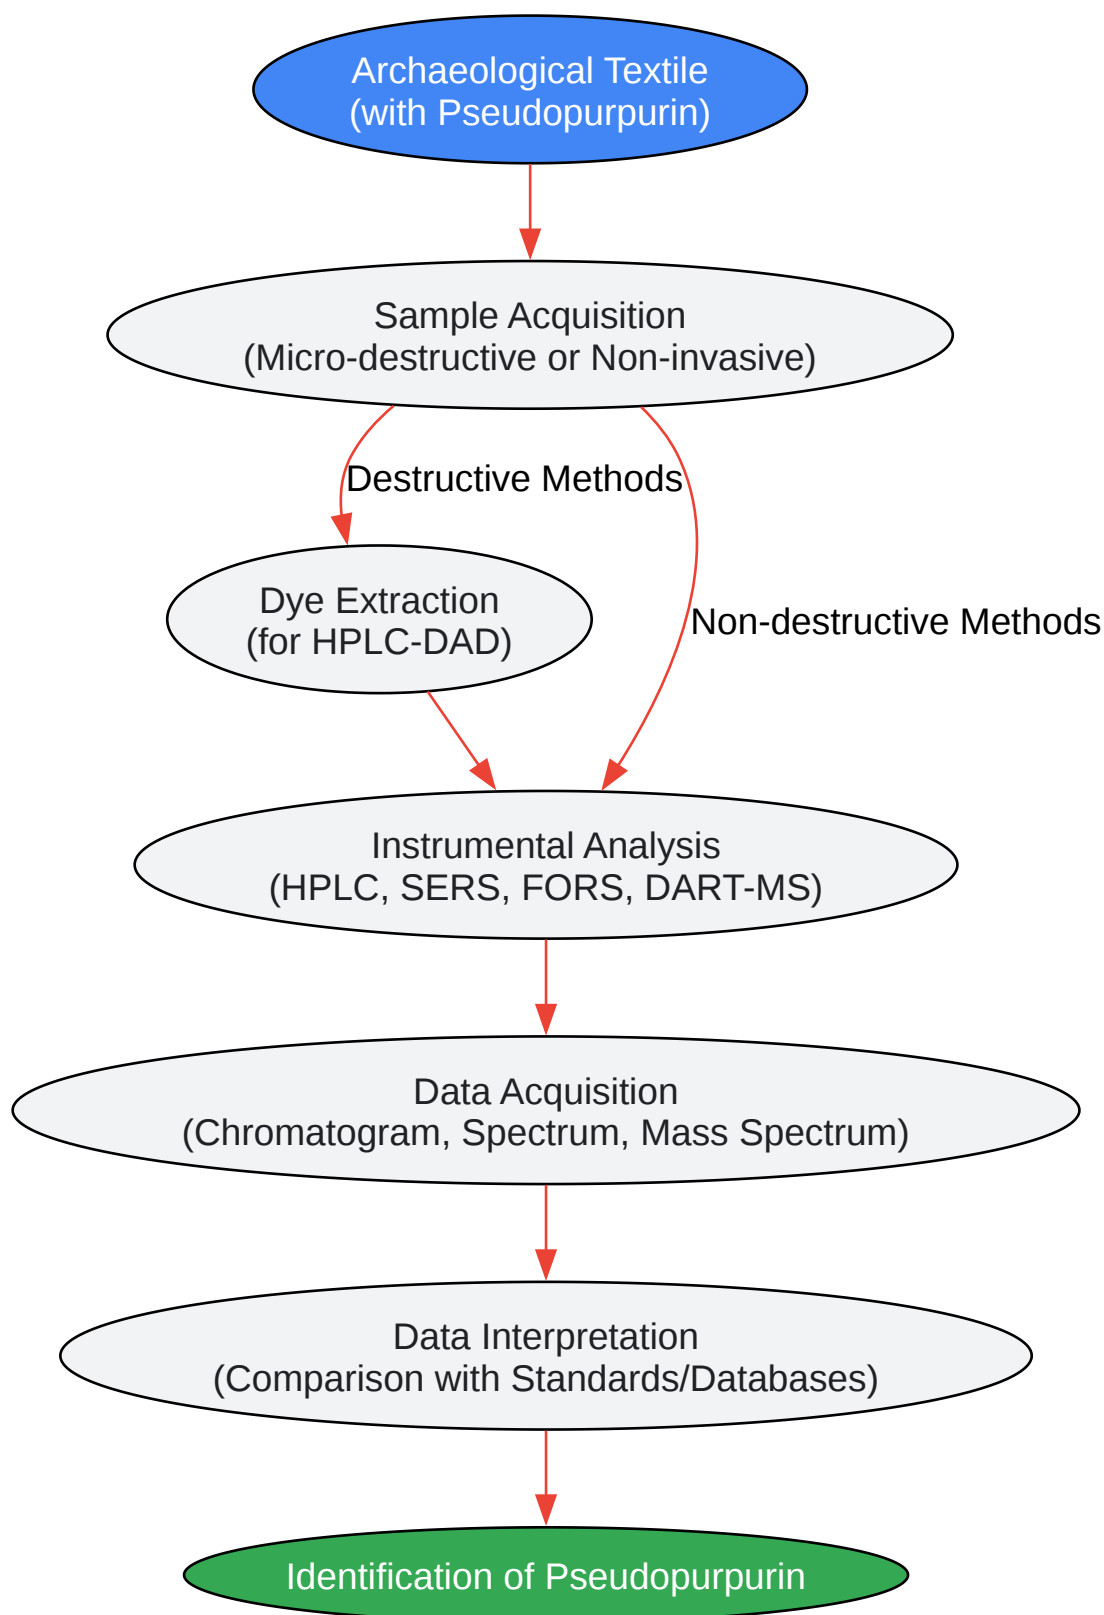 Archaeological Textile
(with Pseudopurpurin)
Sample Acquisition
(Micro-destructive or Non-invasive)
Destructive Methods
Dye Extraction
(for HPLC-DAD)
Non-destructive Methods
Instrumental Analysis
(HPLC, SERS, FORS, DART-MS)
Data Acquisition
(Chromatogram, Spectrum, Mass Spectrum)
Data Interpretation
(Comparison with Standards/Databases)
Identification of Pseudopurpurin